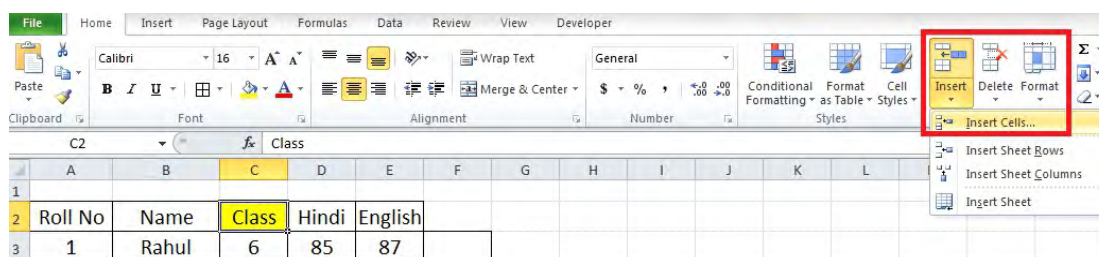 File Home Insert Page Layout Formulas Data Review View Developer
Calibri 16 A A Wrap Text General Σ
Paste B I U A Merge & Center $ % , .00 .00 Conditional Formatting Format as Table Cell Styles Insert Delete Format
Clipboard Font Alignment Number Styles Insert Cells...
C2 fx Class Insert Sheet Rows
A B C D E F G H I J K L Insert Sheet Columns
1 Insert Sheet
2 Roll No Name Class Hindi English
3 1 Rahul 6 85 87